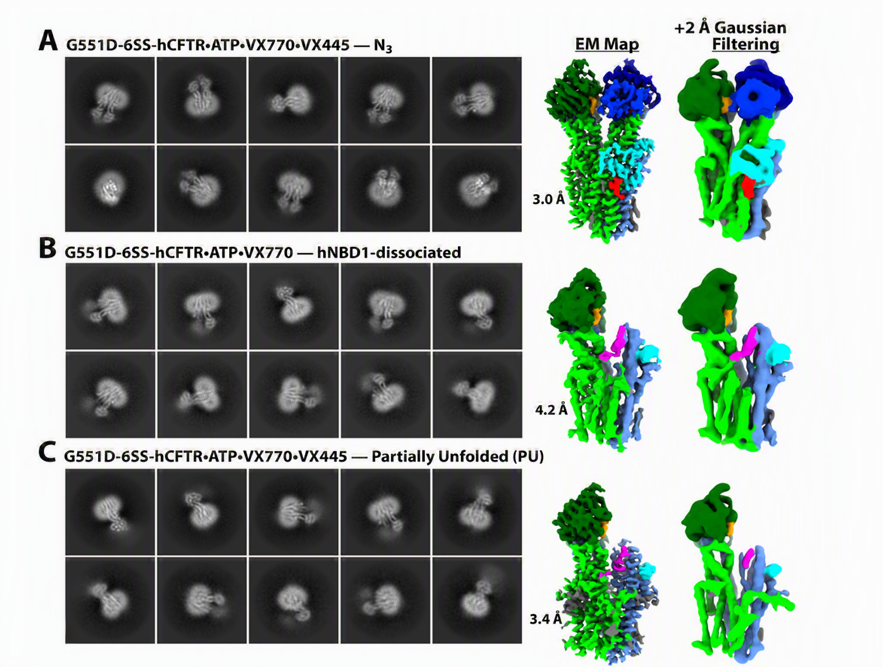 A G551D-6SS-hCFTR•ATP•VX770•VX445 — N₃
EM Map
+2 Å Gaussian
Filtering
3.0 Å
B G551D-6SS-hCFTR•ATP•VX770 — hNBD1-dissociated
4.2 Å
C G551D-6SS-hCFTR•ATP•VX770•VX445 — Partially Unfolded (PU)
3.4 Å